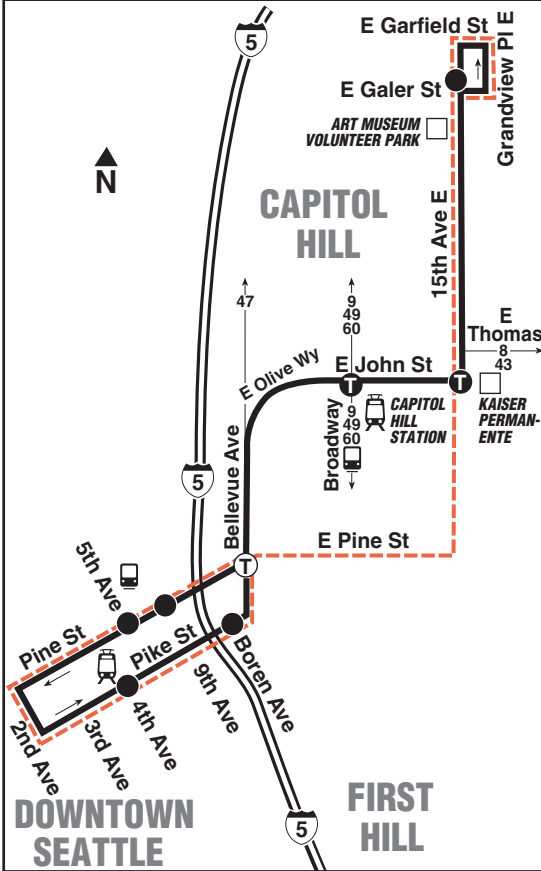 E Garfield St
5
Grandview Pl E
E Galer St
ART MUSEUM
VOLUNTEER PARK
N
CAPITOL
HILL
15th Ave E
47
9
49
60
E
Thomas
8
43
E Olive Wy
E John St
T
T
9
49
60
Broadway
CAPITOL
HILL
STATION
KAISER
PERMAN-
ENTE
Bellevue Ave
5
E Pine St
T
5th Ave
Pine St
Pike St
Boren Ave
9th Ave
4th Ave
3rd Ave
2nd Ave
DOWNTOWN
SEATTLE
FIRST
HILL
5